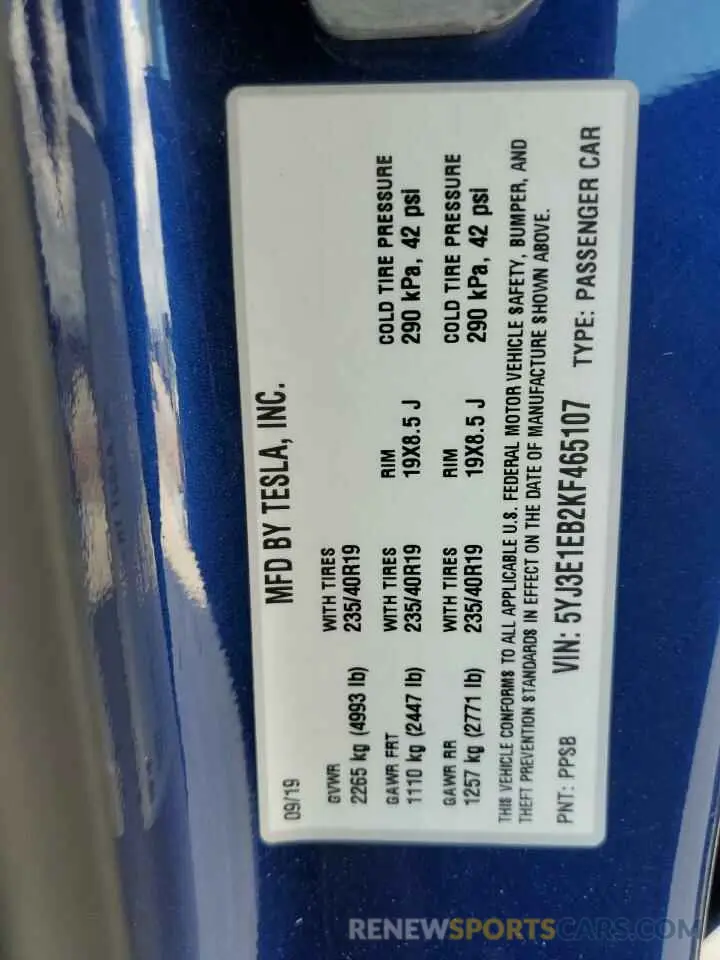 MFD BY TESLA, INC.
09/19
GVWR WITH TIRES
2265 kg (4993 lb) 235/40R19
GAWR FRT WITH TIRES RIM COLD TIRE PRESSURE
1110 kg (2447 lb) 235/40R19 19X8.5 J 290 kPa, 42 psi
GAWR RR WITH TIRES RIM COLD TIRE PRESSURE
1257 kg (2771 lb) 235/40R19 19X8.5 J 290 kPa, 42 psi
THIS VEHICLE CONFORMS TO ALL APPLICABLE U.S. FEDERAL MOTOR VEHICLE SAFETY, BUMPER, AND
THEFT PREVENTION STANDARDS IN EFFECT ON THE DATE OF MANUFACTURE SHOWN ABOVE.
PNT: PPSB VIN: 5YJ3E1EB2KF465107 TYPE: PASSENGER CAR
RENEWSPORTSCARS.COM